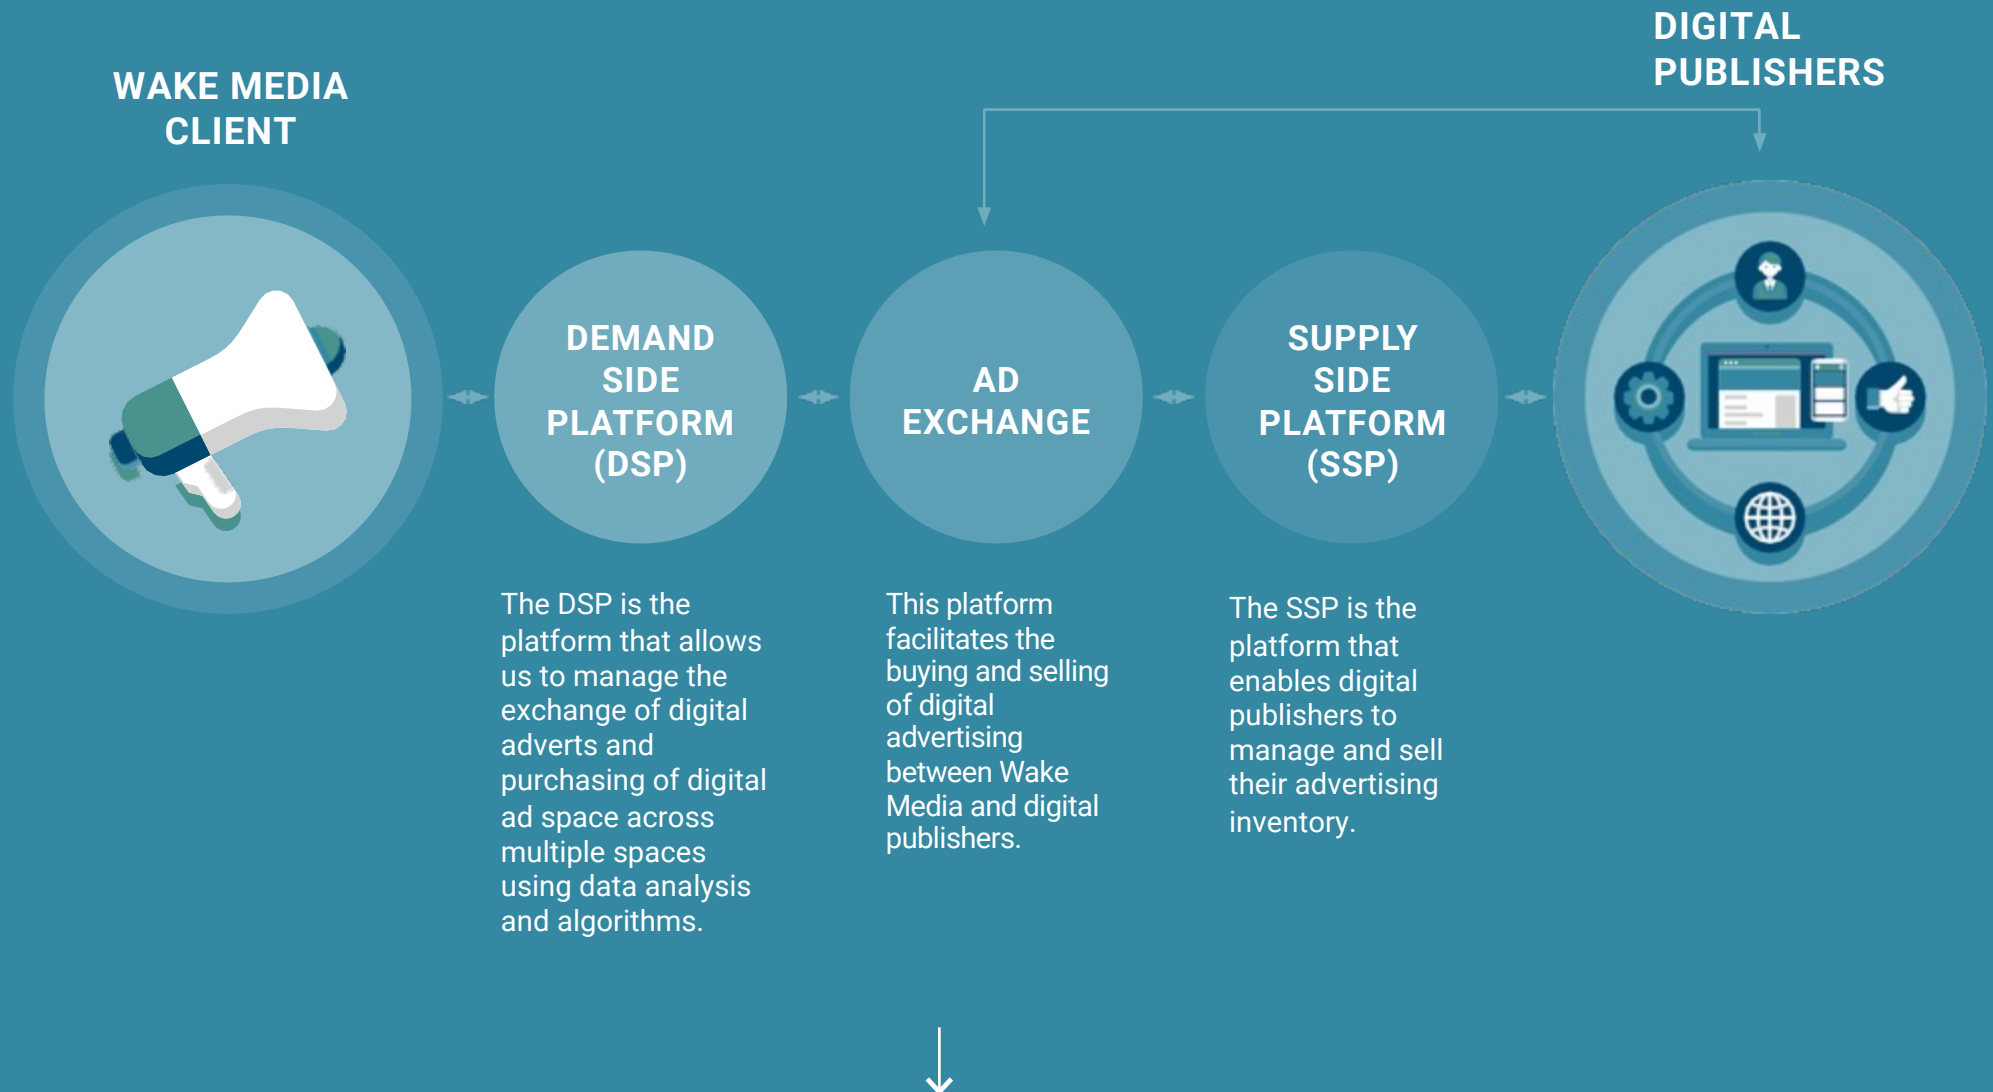 WAKE MEDIA
CLIENT
DIGITAL
PUBLISHERS
DEMAND
SIDE
PLATFORM
(DSP)
AD
EXCHANGE
SUPPLY
SIDE
PLATFORM
(SSP)
The DSP is the
platform that allows
us to manage the
exchange of digital
adverts and
purchasing of digital
ad space across
multiple spaces
using data analysis
and algorithms.
This platform
facilitates the
buying and selling
of digital
advertising
between Wake
Media and digital
publishers.
The SSP is the
platform that
enables digital
publishers to
manage and sell
their advertising
inventory.